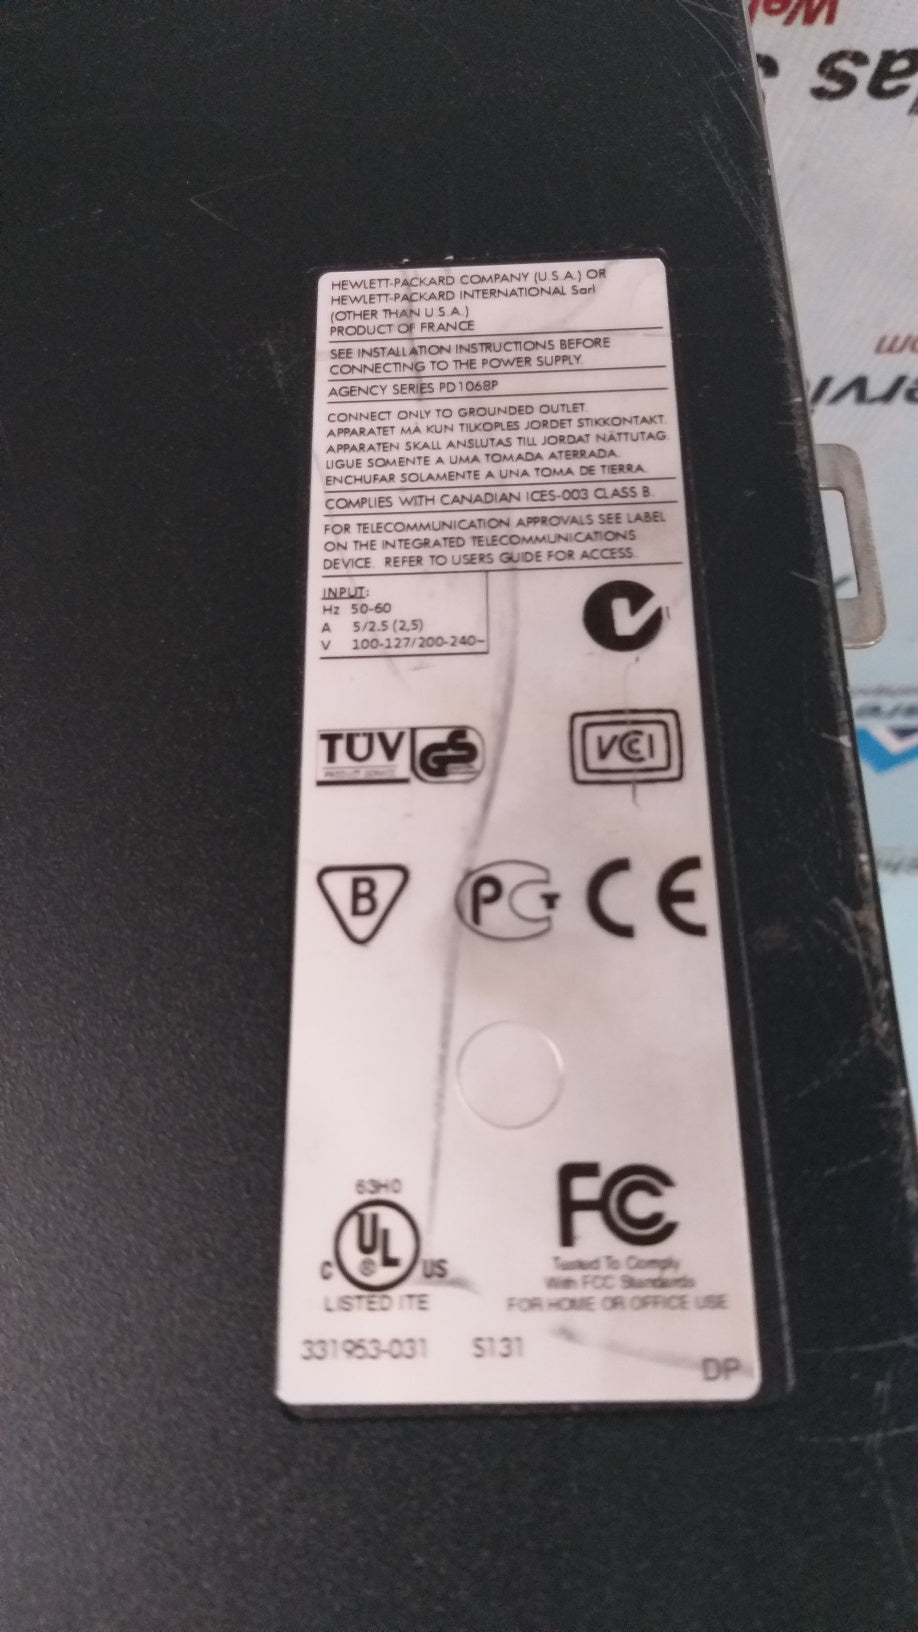 HEWLETT-PACKARD COMPANY (U.S.A.) OR
HEWLETT-PACKARD INTERNATIONAL Sarl
(OTHER THAN U.S.A.)
PRODUCT OF FRANCE
SEE INSTALLATION INSTRUCTIONS BEFORE
CONNECTING TO THE POWER SUPPLY.
AGENCY SERIES PD1068P
CONNECT ONLY TO GROUNDED OUTLET.
APPARATET MÅ KUN TILKOPLES JORDET STIKKONTAKT.
APPARATEN SKALL ANSLUTAS TILL JORDAT NÄTTUTAG.
LIGUE SOMENTE A UMA TOMADA ATERRADA.
ENCHUFAR SOLAMENTE A UNA TOMA DE TIERRA.
COMPLIES WITH CANADIAN ICES-003 CLASS B.
FOR TELECOMMUNICATION APPROVALS SEE LABEL
ON THE INTEGRATED TELECOMMUNICATIONS
DEVICE. REFER TO USERS GUIDE FOR ACCESS.
INPUT:
Hz 50-60
A 5/2.5 (2,5)
V 100-127/200-240~
TÜV GS
PRODUCT SERVICE
VCCI
B
PCT CE
63H0
C UL ® US
LISTED ITE
FC
Tested To Comply
With FCC Standards
FOR HOME OR OFFICE USE
331953-031 S131
DP